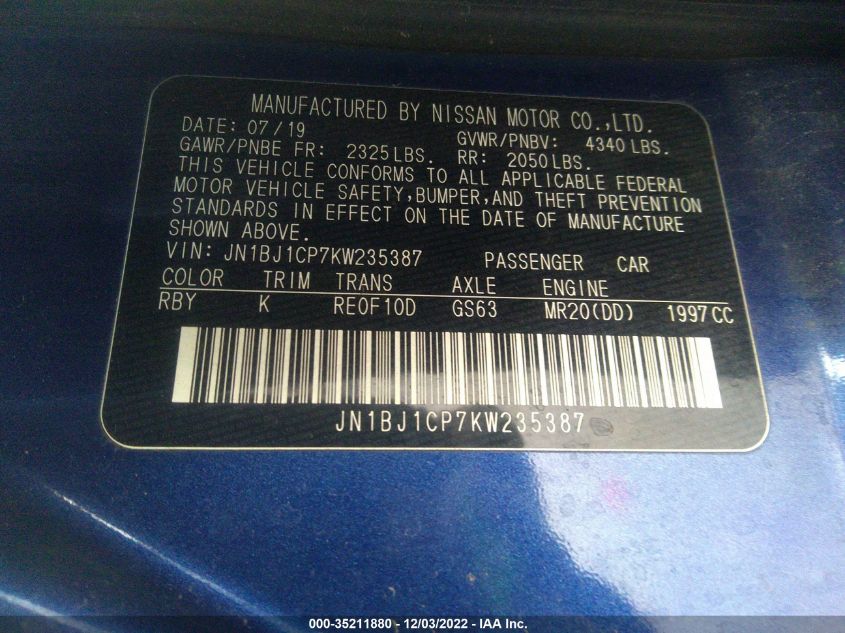 MANUFACTURED BY NISSAN MOTOR CO.,LTD.
DATE: 07/19 GVWR/PNBV: 4340 LBS.
GAWR/PNBE FR: 2325 LBS. RR: 2050 LBS.
THIS VEHICLE CONFORMS TO ALL APPLICABLE FEDERAL
MOTOR VEHICLE SAFETY, BUMPER, AND THEFT PREVENTION
STANDARDS IN EFFECT ON THE DATE OF MANUFACTURE
SHOWN ABOVE.
VIN: JN1BJ1CP7KW235387 PASSENGER CAR
COLOR TRIM TRANS AXLE ENGINE
RBY K RE0F10D GS63 MR20(DD) 1997 CC
JN1BJ1CP7KW235387
000-35211880 - 12/03/2022 - IAA Inc.